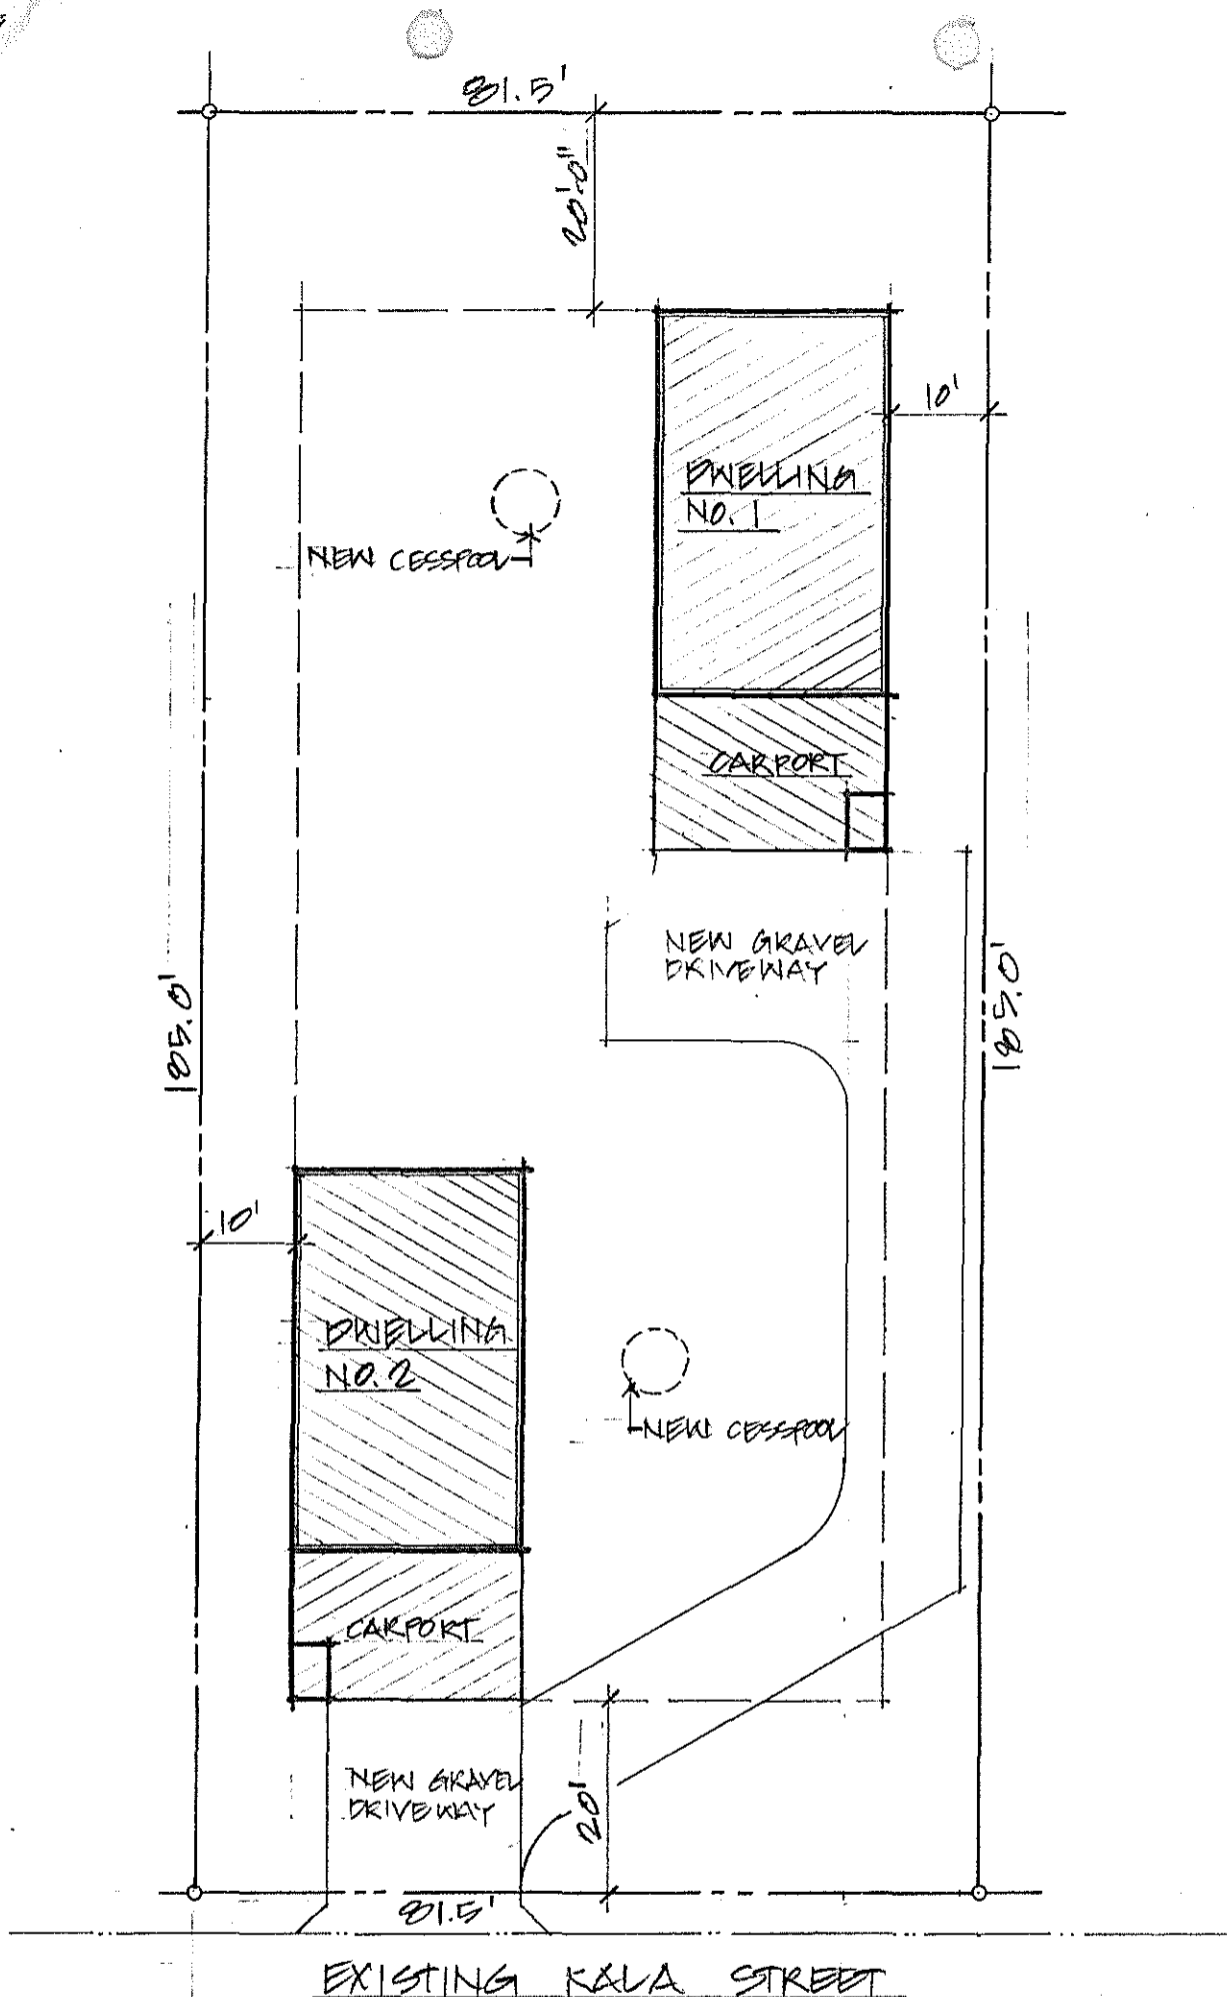 81.5'
20'-0"
10'
DWELLING
NO. 1
NEW CESSPOOL
CARPORT
NEW GRAVEL
DRIVEWAY
185.0'
185.0'
10'
DWELLING
NO. 2
NEW CESSPOOL
CARPORT
NEW GRAVEL
DRIVEWAY
20'
81.5'
EXISTING KALA STREET